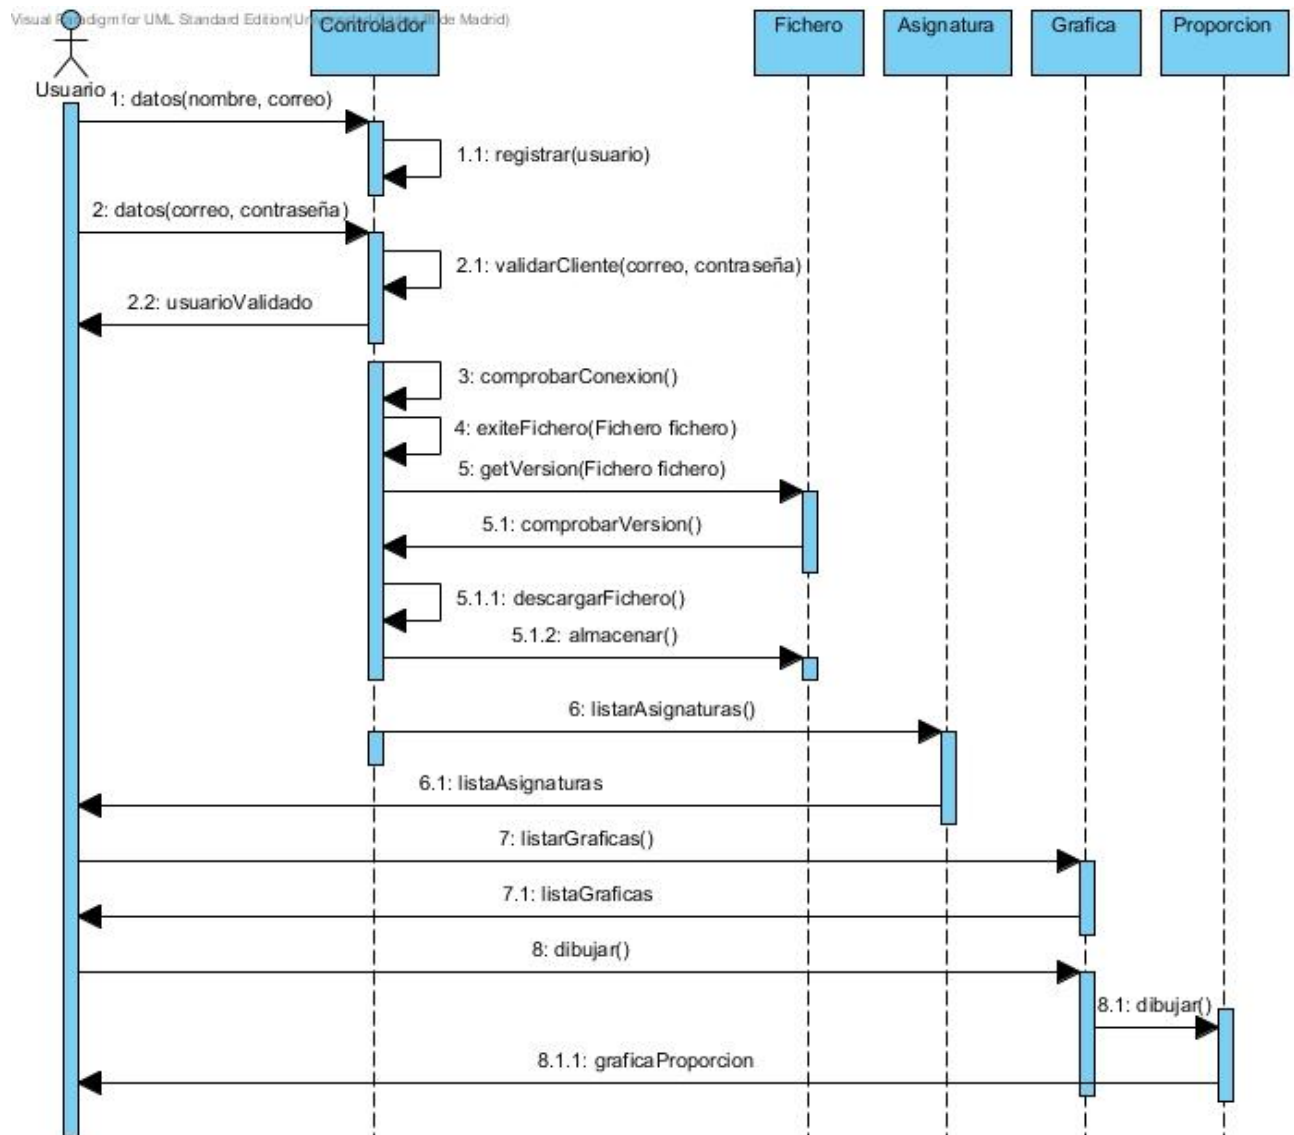 Visual Paradigm for UML Standard Edition(Universidad Carlos III de Madrid)
Usuario
Controlador
Fichero
Asignatura
Grafica
Proporcion
1: datos(nombre, correo)
1.1: registrar(usuario)
2: datos(correo, contraseña)
2.1: validarCliente(correo, contraseña)
2.2: usuarioValidado
3: comprobarConexion()
4: exiteFichero(Fichero fichero)
5: getVersion(Fichero fichero)
5.1: comprobarVersion()
5.1.1: descargarFichero()
5.1.2: almacenar()
6: listarAsignaturas()
6.1: listaAsignaturas
7: listarGraficas()
7.1: listaGraficas
8: dibujar()
8.1: dibujar()
8.1.1: graficaProporcion